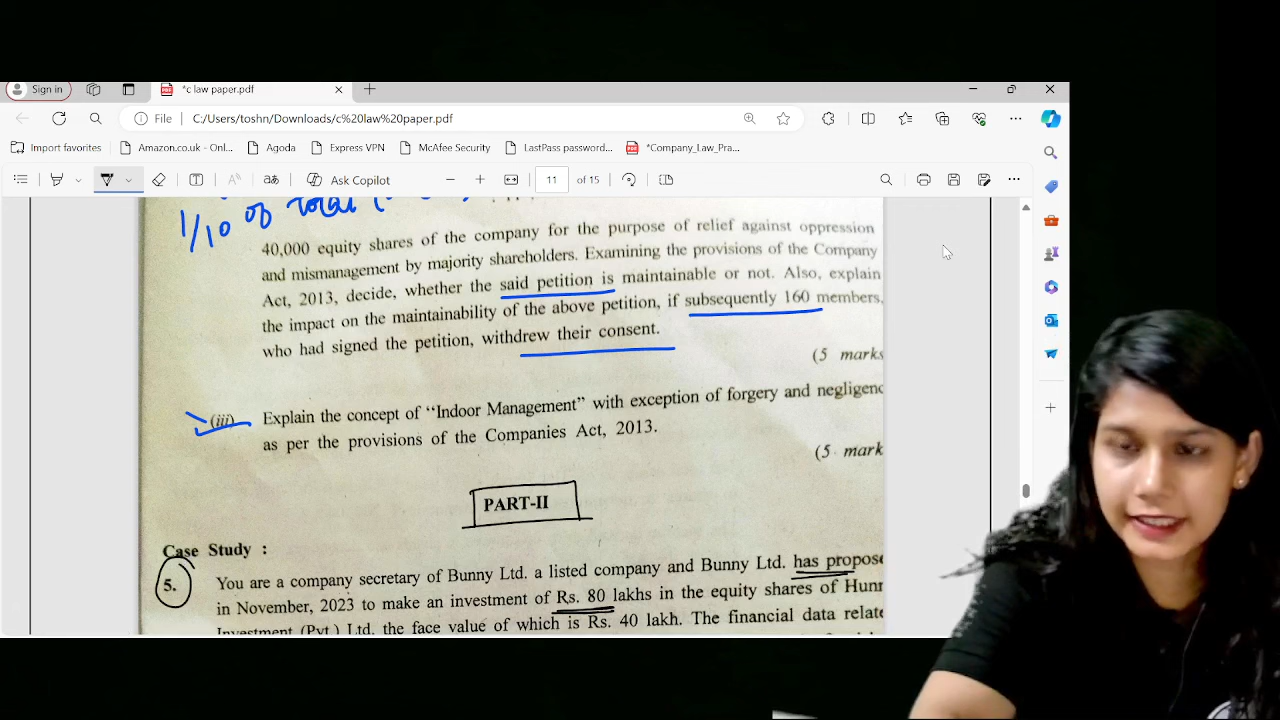 Sign in
*c law paper.pdf
File
C:/Users/toshn/Downloads/c%20law%20paper.pdf
Import favorites
Amazon.co.uk - Onl...
Agoda
Express VPN
McAfee Security
LastPass password...
*Company_Law_Pra...
Ask Copilot
11 of 15
1/10 of total
40,000 equity shares of the company for the purpose of relief against oppression
and mismanagement by majority shareholders. Examining the provisions of the Company
Act, 2013, decide, whether the said petition is maintainable or not. Also, explain
the impact on the maintainability of the above petition, if subsequently 160 members,
who had signed the petition, withdrew their consent.
(5 marks
(iii) Explain the concept of "Indoor Management" with exception of forgery and negligenc
as per the provisions of the Companies Act, 2013.
(5 mark
PART-II
Case Study :
5. You are a company secretary of Bunny Ltd. a listed company and Bunny Ltd. has propose
in November, 2023 to make an investment of Rs. 80 lakhs in the equity shares of Hunn
Investment (Pvt.) Ltd. the face value of which is Rs. 40 lakh. The financial data relate